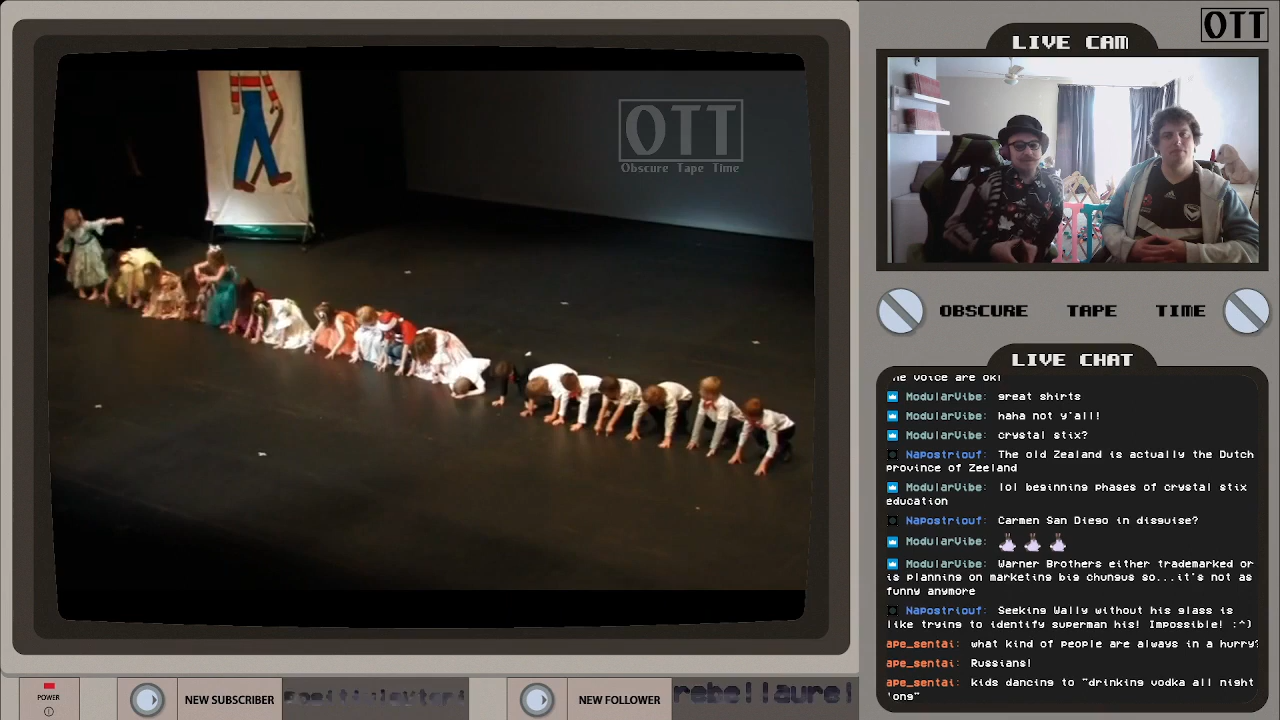 OTT
LIVE CAM
OTT
Obscure Tape Time
OBSCURE TAPE TIME
LIVE CHAT
he voice are ok!
ModularVibe: great shirts
ModularVibe: haha not y'all!
ModularVibe: crystal stix?
Napostriouf: The old Zealand is actually the Dutch
province of Zeeland
ModularVibe: lol beginning phases of crystal stix
education
Napostriouf: Carmen San Diego in disguise?
ModularVibe:
ModularVibe: Warner Brothers either trademarked or
is planning on marketing big chungus so...it's not as
funny anymore
Napostriouf: Seeking Wally without his glass is
like trying to identify superman his! Impossible! :^)
ape_sentai: what kind of people are always in a hurry?
ape_sentai: Russians!
ape_sentai: kids dancing to "drinking vodka all night
long"
POWER
NEW SUBSCRIBER
NEW FOLLOWER
rebellaure!